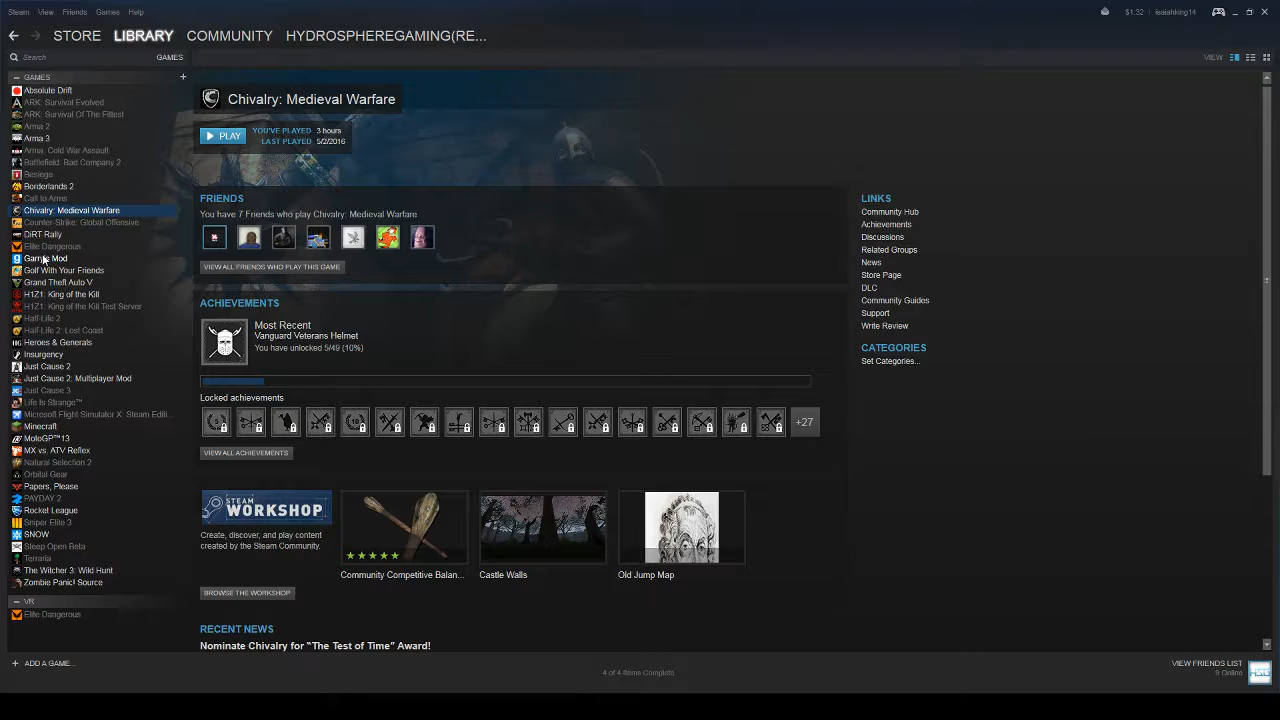 Steam View Friends Games Help
$1.32 isaiahking14
STORE LIBRARY COMMUNITY HYDROSPHEREGAMING(RE...
Search GAMES
VIEW
GAMES
Absolute Drift
ARK: Survival Evolved
ARK: Survival Of The Fittest
Arma 2
Arma 3
Arma: Cold War Assault
Battlefield: Bad Company 2
Besiege
Borderlands 2
Call to Arms
Chivalry: Medieval Warfare
Counter-Strike: Global Offensive
DiRT Rally
Elite Dangerous
Garry's Mod
Golf With Your Friends
Grand Theft Auto V
H1Z1: King of the Kill
H1Z1: King of the Kill Test Server
Half-Life 2
Half-Life 2: Lost Coast
Heroes & Generals
Insurgency
Just Cause 2
Just Cause 2: Multiplayer Mod
Just Cause 3
Life Is Strange™
Microsoft Flight Simulator X: Steam Editi...
Minecraft
MotoGP™13
MX vs. ATV Reflex
Natural Selection 2
Orbital Gear
Papers, Please
PAYDAY 2
Rocket League
Sniper Elite 3
SNOW
Steep Open Beta
Terraria
The Witcher 3: Wild Hunt
Zombie Panic! Source
VR
Elite Dangerous
ADD A GAME...
Chivalry: Medieval Warfare
PLAY
YOU'VE PLAYED 3 hours
LAST PLAYED 5/2/2016
FRIENDS
You have 7 Friends who play Chivalry: Medieval Warfare
VIEW ALL FRIENDS WHO PLAY THIS GAME
ACHIEVEMENTS
Most Recent
Vanguard Veterans Helmet
You have unlocked 5/49 (10%)
Locked achievements
+27
VIEW ALL ACHIEVEMENTS
STEAM
WORKSHOP
Create, discover, and play content
created by the Steam Community.
Community Competitive Balan...
Castle Walls
Old Jump Map
BROWSE THE WORKSHOP
RECENT NEWS
Nominate Chivalry for “The Test of Time” Award!
LINKS
Community Hub
Achievements
Discussions
Related Groups
News
Store Page
DLC
Community Guides
Support
Write Review
CATEGORIES
Set Categories...
4 of 4 Items Complete
VIEW FRIENDS LIST
9 Online